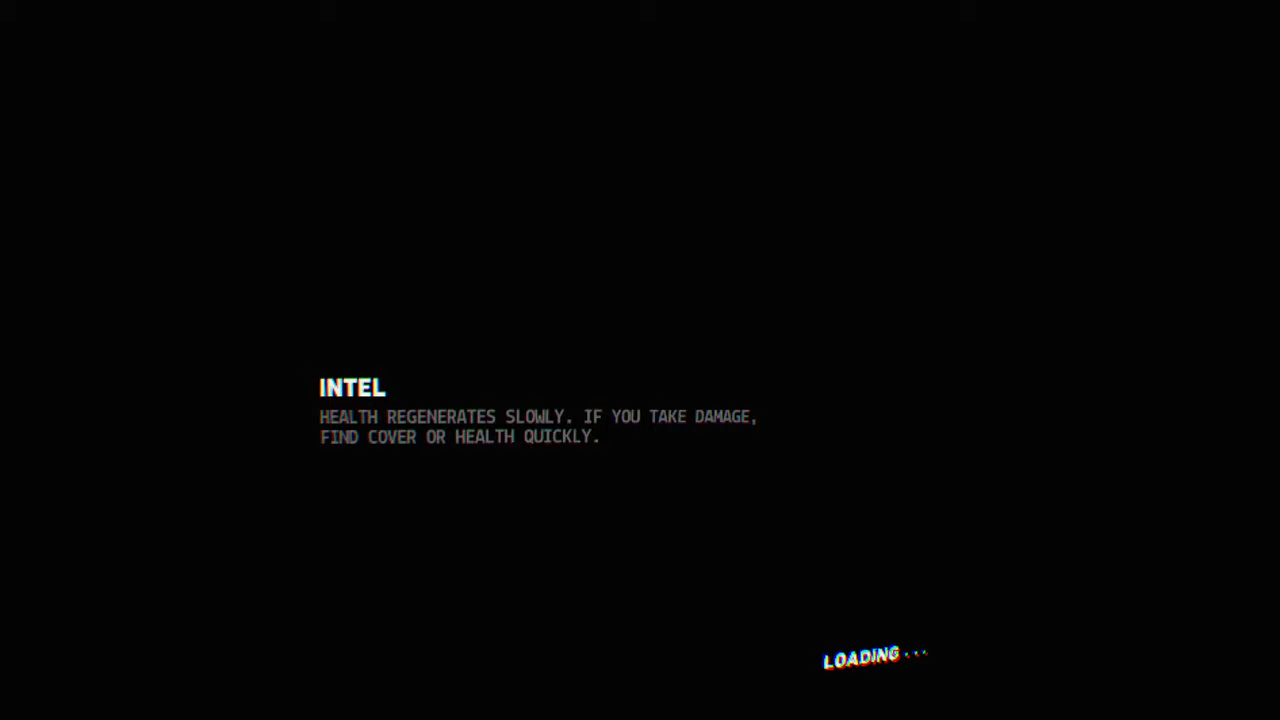 INTEL
HEALTH REGENERATES SLOWLY. IF YOU TAKE DAMAGE,
FIND COVER OR HEALTH QUICKLY.
LOADING...